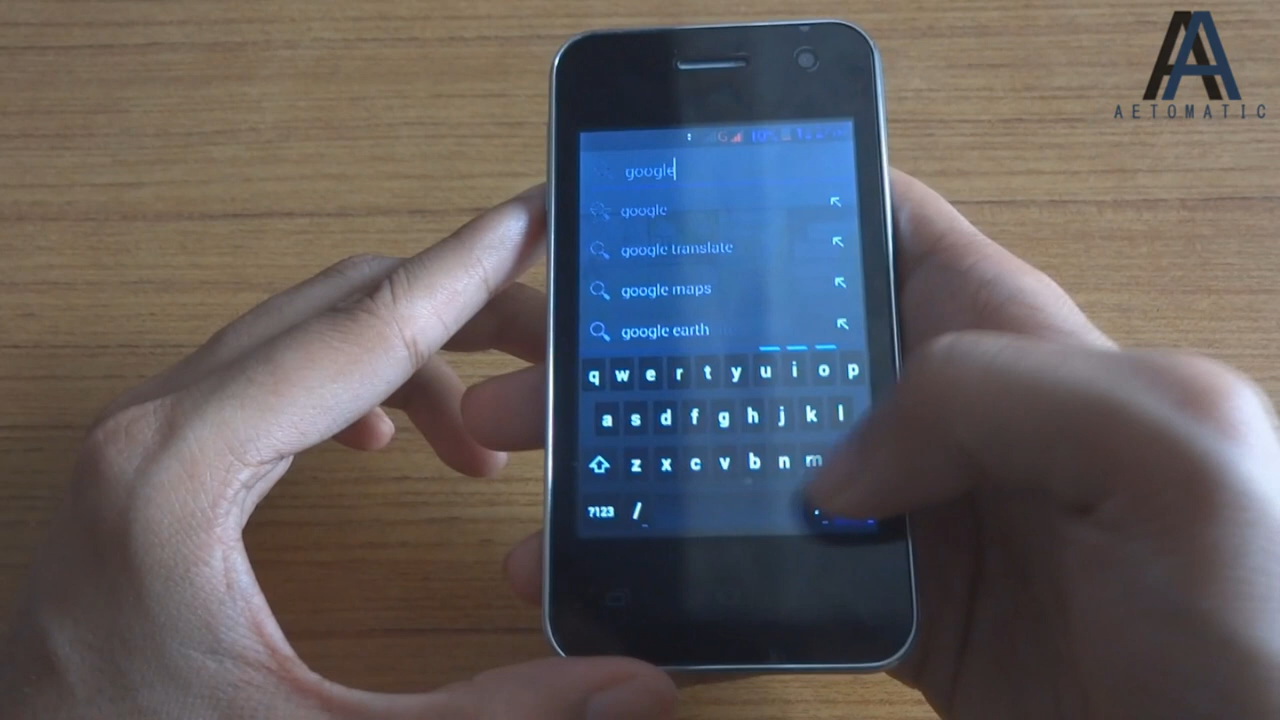 AETOMATIC
google
google
google translate
google maps
google earth
q w e r t y u i o p
a s d f g h j k l
z x c v b n m
?123 / .